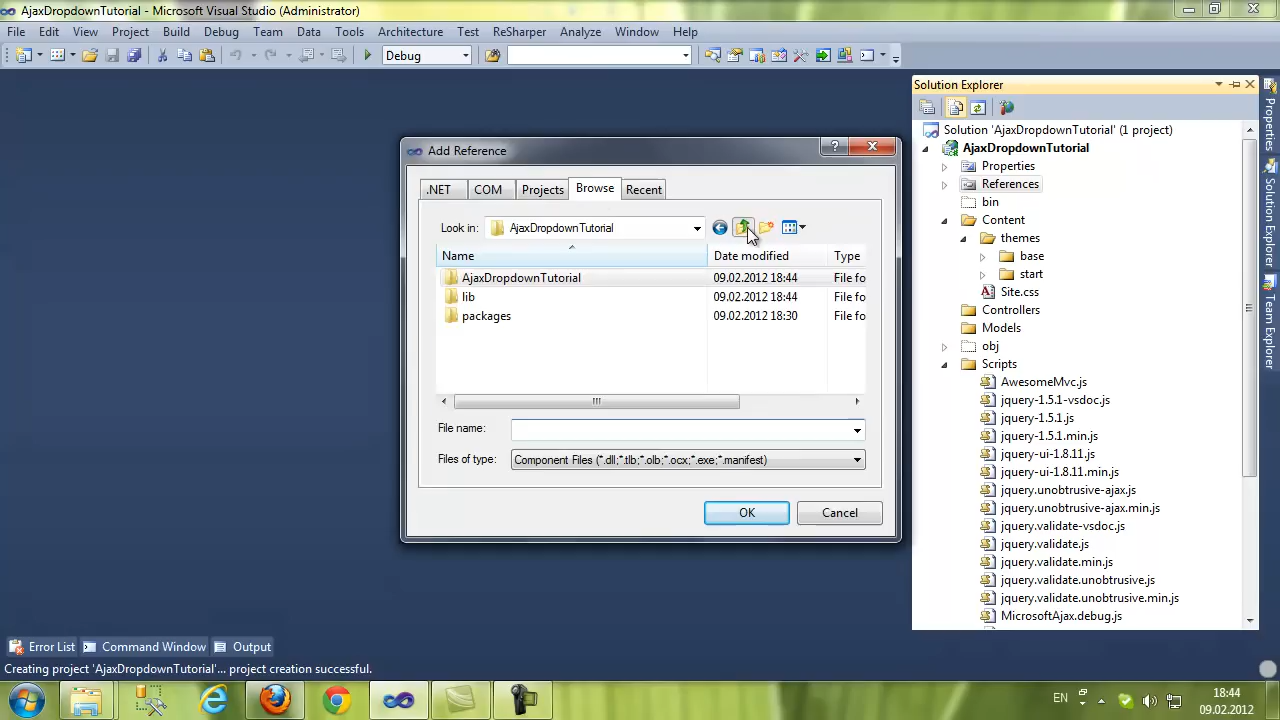 AjaxDropdownTutorial - Microsoft Visual Studio (Administrator)
File Edit View Project Build Debug Team Data Tools Architecture Test ReSharper Analyze Window Help
Debug
Solution Explorer
Solution 'AjaxDropdownTutorial' (1 project)
AjaxDropdownTutorial
Properties
References
bin
Content
themes
base
start
Site.css
Controllers
Models
obj
Scripts
AwesomeMvc.js
jquery-1.5.1-vsdoc.js
jquery-1.5.1.js
jquery-1.5.1.min.js
jquery-ui-1.8.11.js
jquery-ui-1.8.11.min.js
jquery.unobtrusive-ajax.js
jquery.unobtrusive-ajax.min.js
jquery.validate-vsdoc.js
jquery.validate.js
jquery.validate.min.js
jquery.validate.unobtrusive.js
jquery.validate.unobtrusive.min.js
MicrosoftAjax.debug.js
Properties
Solution Explorer
Team Explorer
Add Reference
.NET COM Projects Browse Recent
Look in: AjaxDropdownTutorial
Name Date modified Type
AjaxDropdownTutorial 09.02.2012 18:44 File fo
lib 09.02.2012 18:44 File fo
packages 09.02.2012 18:30 File fo
File name:
Files of type: Component Files (*.dll;*.tlb;*.olb;*.ocx;*.exe;*.manifest)
OK Cancel
Error List Command Window Output
Creating project 'AjaxDropdownTutorial'... project creation successful.
EN
18:44
09.02.2012